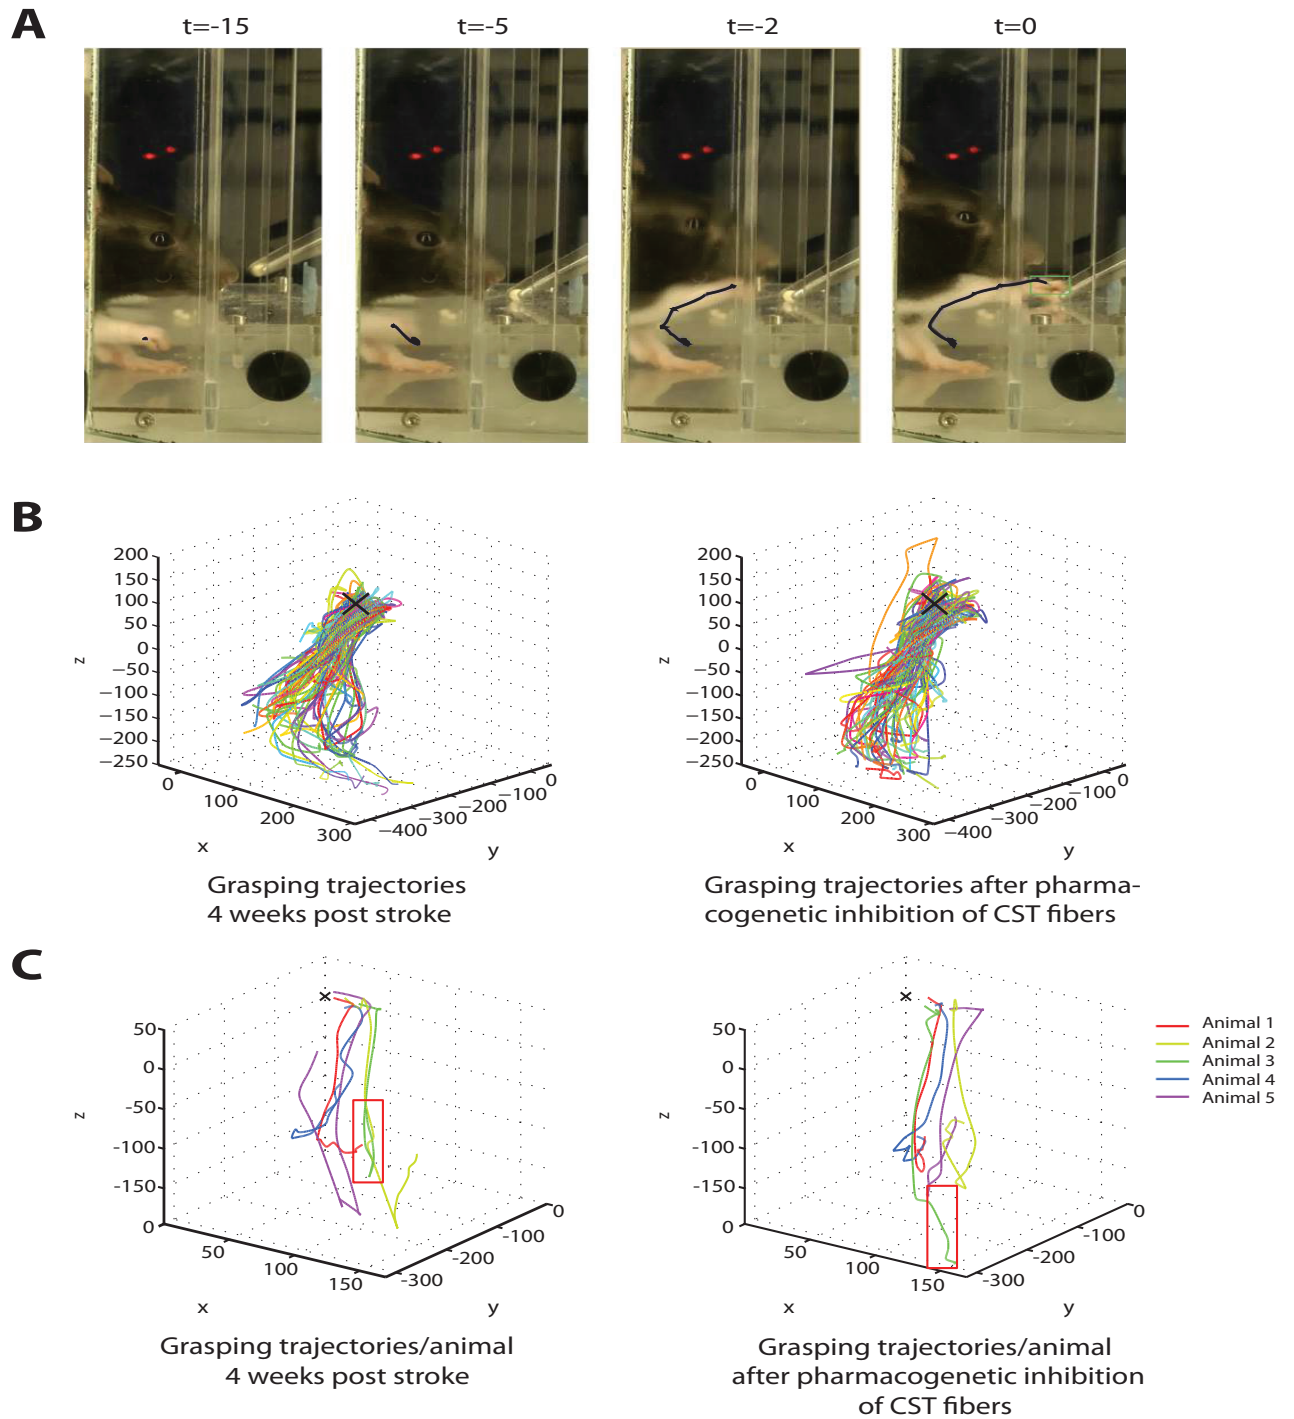 A
t=-15 t=-5 t=-2 t=0
B
200 200
150 150
100 100
50 50
0 0
−50 −50
−100 −100
−150 −150
−200 −200
−250 −250
z z
0 100 200 300 −400 −300 −200 −100 0
0 100 200 300 −400 −300 −200 −100 0
x y x y
Grasping trajectories
4 weeks post stroke
Grasping trajectories after pharma-
cogenetic inhibition of CST fibers
C
50 50
0 0
-50 -50
-100 -100
-150 -150
0 0
z z
50 100 150 -300 -200 -100 0
50 100 150 -300 -200 -100 0
x y x y
Animal 1
Animal 2
Animal 3
Animal 4
Animal 5
Grasping trajectories/animal
4 weeks post stroke
Grasping trajectories/animal
after pharmacogenetic inhibition
of CST fibers